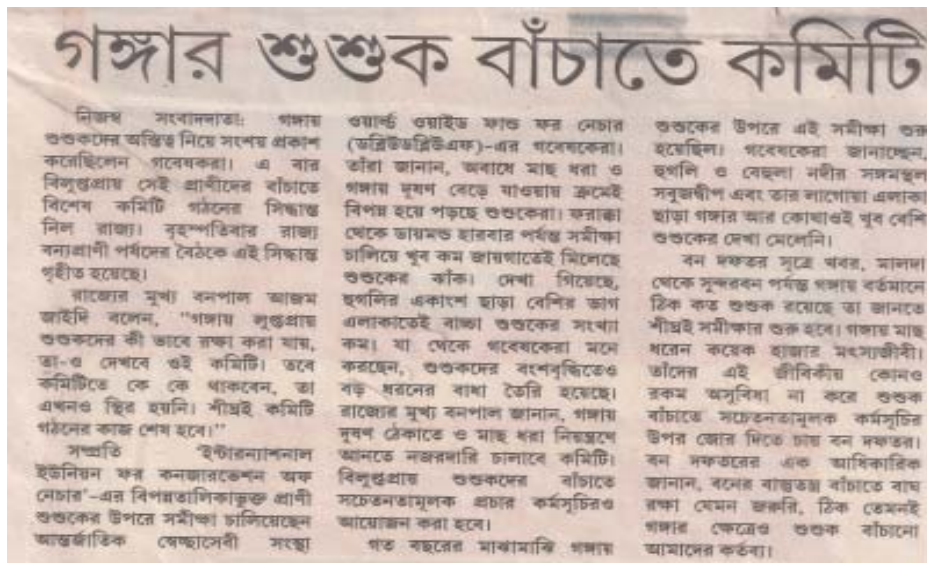 গঙ্গার শুশুক বাঁচাতে কমিটি
নিজস্ব সংবাদদাতা: গঙ্গায়
শুশুকদের অস্তিত্ব নিয়ে সংশয় প্রকাশ
করেছিলেন গবেষকরা। এ বার
বিলুপ্তপ্রায় সেই প্রাণীদের বাঁচাতে
বিশেষ কমিটি গঠনের সিদ্ধান্ত
নিল রাজ্য। বৃহস্পতিবার রাজ্য
বন্যপ্রাণী পর্ষদের বৈঠকে এই সিদ্ধান্ত
গৃহীত হয়েছে।
রাজ্যের মুখ্য বনপাল আজম
জাইদি বলেন, “গঙ্গায় লুপ্তপ্রায়
শুশুকদের কী ভাবে রক্ষা করা যায়,
তা-ও দেখবে ওই কমিটি। তবে
কমিটিতে কে কে থাকবেন, তা
এখনও স্থির হয়নি। শীঘ্রই কমিটি
গঠনের কাজ শেষ হবে।”
সম্প্রতি ‘ইন্টারন্যাশনাল
ইউনিয়ন ফর কনজারভেশন অফ
নেচার’-এর বিপন্নতালিকাভুক্ত প্রাণী
শুশুকের উপরে সমীক্ষা চালিয়েছেন
আন্তর্জাতিক স্বেচ্ছাসেবী সংস্থা
ওয়ার্ল্ড ওয়াইড ফান্ড ফর নেচার
(ডব্লিউডব্লিউএফ)-এর গবেষকেরা।
তাঁরা জানান, অবাধে মাছ ধরা ও
গঙ্গায় দূষণ বেড়ে যাওয়ায় ক্রমেই
বিপন্ন হয়ে পড়ছে শুশুকেরা। ফরাক্কা
থেকে ডায়মন্ড হারবার পর্যন্ত সমীক্ষা
চালিয়ে খুব কম জায়গাতেই মিলেছে
শুশুকের ঝাঁক। দেখা গিয়েছে,
হুগলির একাংশ ছাড়া বেশির ভাগ
এলাকাতেই বাচ্চা শুশুকের সংখ্যা
কম। যা থেকে গবেষকেরা মনে
করছেন, শুশুকদের বংশবৃদ্ধিতেও
বড় ধরনের বাধা তৈরি হয়েছে।
রাজ্যের মুখ্য বনপাল জানান, গঙ্গায়
দূষণ ঠেকাতে ও মাছ ধরা নিয়ন্ত্রণে
আনতে নজরদারি চালাবে কমিটি।
বিলুপ্তপ্রায় শুশুকদের বাঁচাতে
সচেতনতামূলক প্রচার কর্মসূচিরও
আয়োজন করা হবে।
গত বছরের মাঝামাঝি গঙ্গায়
শুশুকের উপরে এই সমীক্ষা শুরু
হয়েছিল। গবেষকেরা জানাচ্ছেন,
হুগলি ও বেহুলা নদীর সঙ্গমস্থল
সবুজদ্বীপ এবং তার লাগোয়া এলাকা
ছাড়া গঙ্গার আর কোথাওই খুব বেশি
শুশুকের দেখা মেলেনি।
বন দফতর সূত্রে খবর, মালদা
থেকে সুন্দরবন পর্যন্ত গঙ্গায় বর্তমানে
ঠিক কত শুশুক রয়েছে তা জানতে
শীঘ্রই সমীক্ষার শুরু হবে। গঙ্গায় মাছ
ধরেন কয়েক হাজার মৎস্যজীবী।
তাঁদের এই জীবিকায় কোনও
রকম অসুবিধা না করে শুশুক
বাঁচাতে সচেতনতামূলক কর্মসূচির
উপর জোর দিতে চায় বন দফতর।
বন দফতরের এক আধিকারিক
জানান, বনের বাস্তুতন্ত্র বাঁচাতে বাঘ
রক্ষা যেমন জরুরি, ঠিক তেমনই
গঙ্গার ক্ষেত্রেও শুশুক বাঁচানো
আমাদের কর্তব্য।